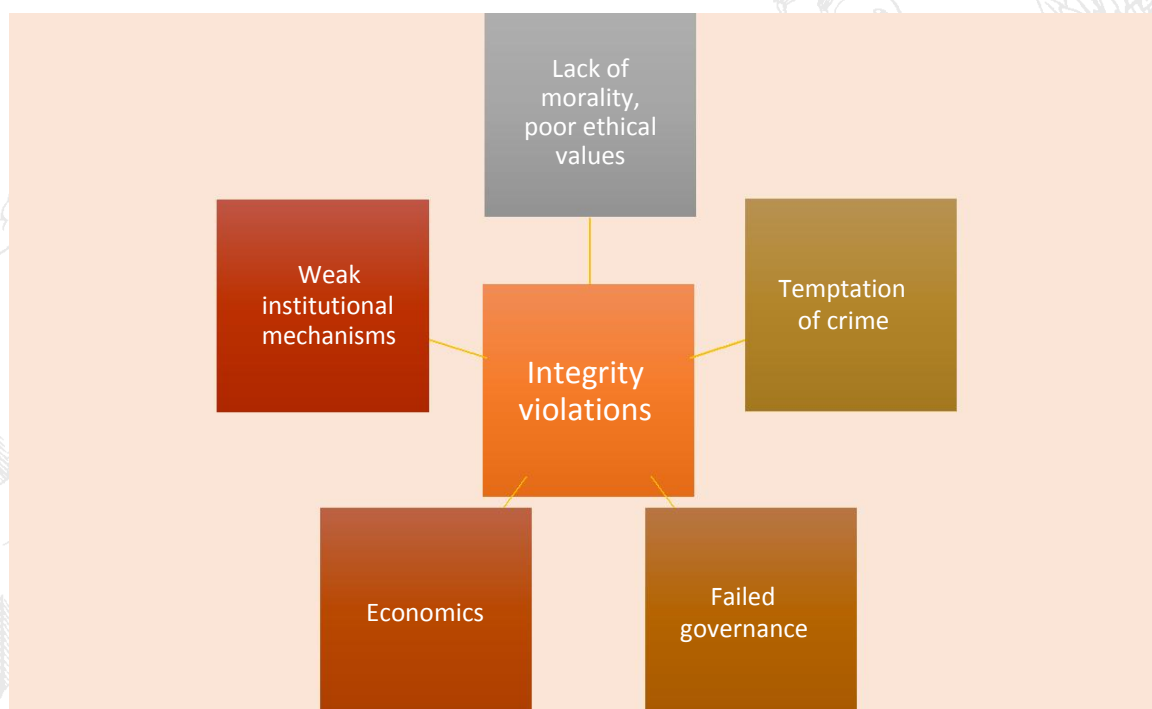 Lack of
morality,
poor ethical
values
Weak
institutional
mechanisms
Temptation
of crime
Integrity
violations
Economics
Failed
governance